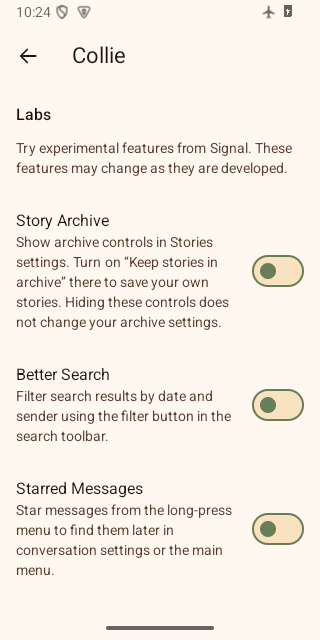 10:24
Collie
Labs
Try experimental features from Signal. These
features may change as they are developed.
Story Archive
Show archive controls in Stories
settings. Turn on “Keep stories in
archive” there to save your own
stories. Hiding these controls does
not change your archive settings.
Better Search
Filter search results by date and
sender using the filter button in the
search toolbar.
Starred Messages
Star messages from the long-press
menu to find them later in
conversation settings or the main
menu.